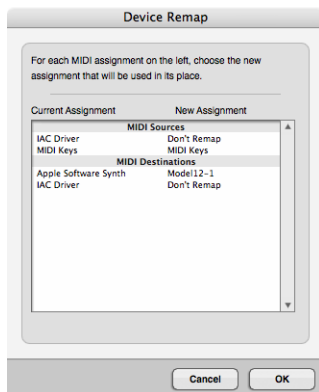 Device Remap
For each MIDI assignment on the left, choose the new
assignment that will be used in its place.
Current Assignment New Assignment
MIDI Sources
IAC Driver Don't Remap
MIDI Keys MIDI Keys
MIDI Destinations
Apple Software Synth Model12-1
IAC Driver Don't Remap
Cancel OK